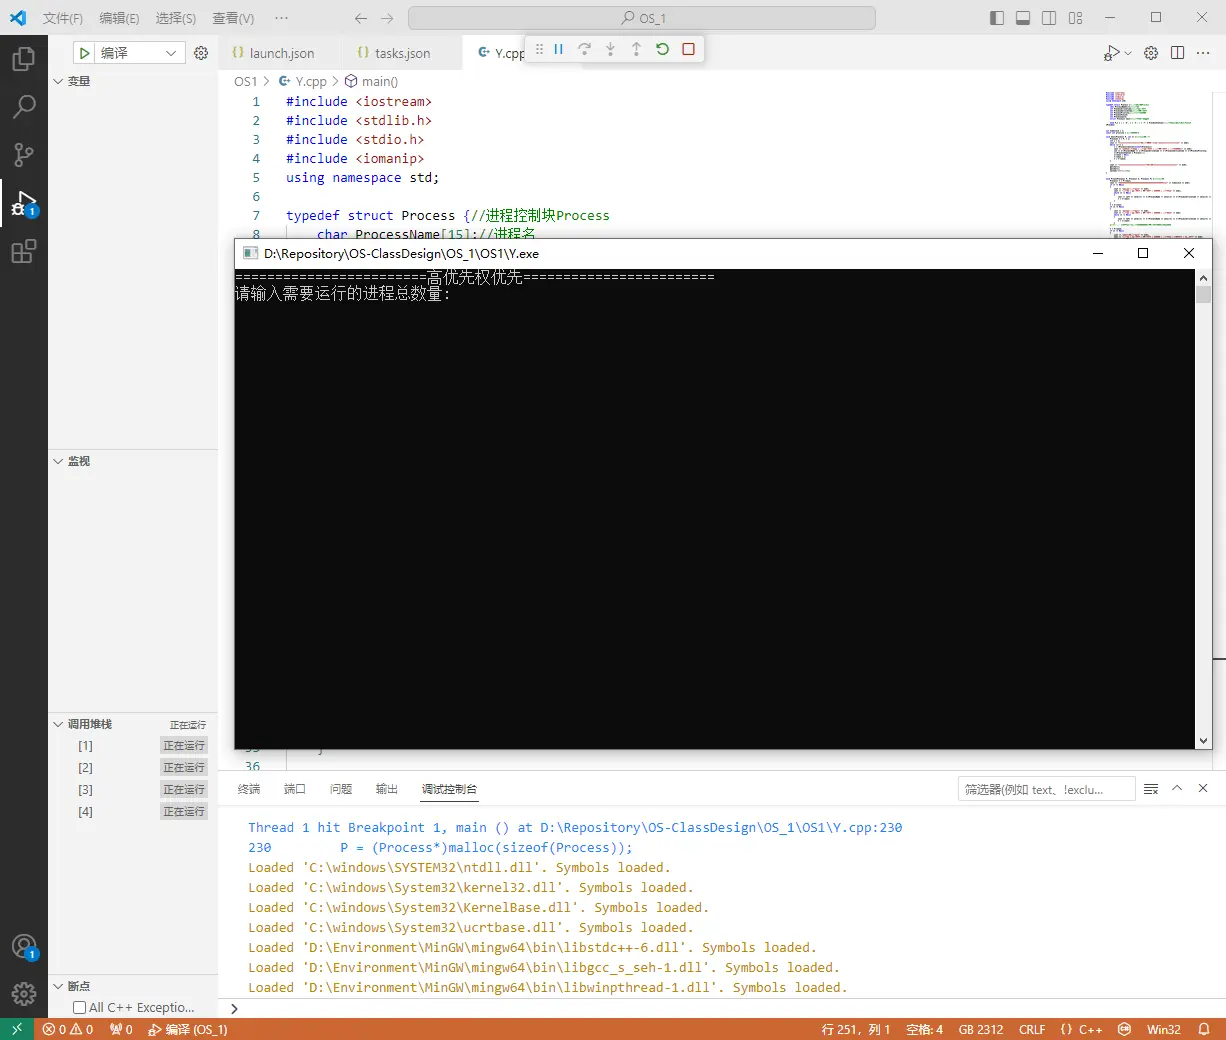 文件(F) 编辑(E) 选择(S) 查看(V) ··· OS_1
编译
launch.json tasks.json Y.cpp
变量
OS1 > Y.cpp > main()
1 #include <iostream>
2 #include <stdlib.h>
3 #include <stdio.h>
4 #include <iomanip>
5 using namespace std;
6
7 typedef struct Process {//进程控制块Process
8 char ProcessName[15];//进程名
D:\Repository\OS-ClassDesign\OS_1\OS1\Y.exe
========================高优先权优先========================
请输入需要运行的进程总数量:
监视
调用堆栈 正在运行
[1] 正在运行
[2] 正在运行
[3] 正在运行
[4] 正在运行
35 }
36
终端 端口 问题 输出 调试控制台 筛选器(例如 text、!exclu...
Thread 1 hit Breakpoint 1, main () at D:\Repository\OS-ClassDesign\OS_1\OS1\Y.cpp:230
230 P = (Process*)malloc(sizeof(Process));
Loaded 'C:\windows\SYSTEM32\ntdll.dll'. Symbols loaded.
Loaded 'C:\windows\System32\kernel32.dll'. Symbols loaded.
Loaded 'C:\windows\System32\KernelBase.dll'. Symbols loaded.
Loaded 'C:\windows\System32\ucrtbase.dll'. Symbols loaded.
Loaded 'D:\Environment\MinGW\mingw64\bin\libstdc++-6.dll'. Symbols loaded.
Loaded 'D:\Environment\MinGW\mingw64\bin\libgcc_s_seh-1.dll'. Symbols loaded.
Loaded 'D:\Environment\MinGW\mingw64\bin\libwinpthread-1.dll'. Symbols loaded.
断点
All C++ Exceptio...
>
0 0 0 编译 (OS_1) 行 251, 列 1 空格: 4 GB 2312 CRLF {} C++ Win32
1
1